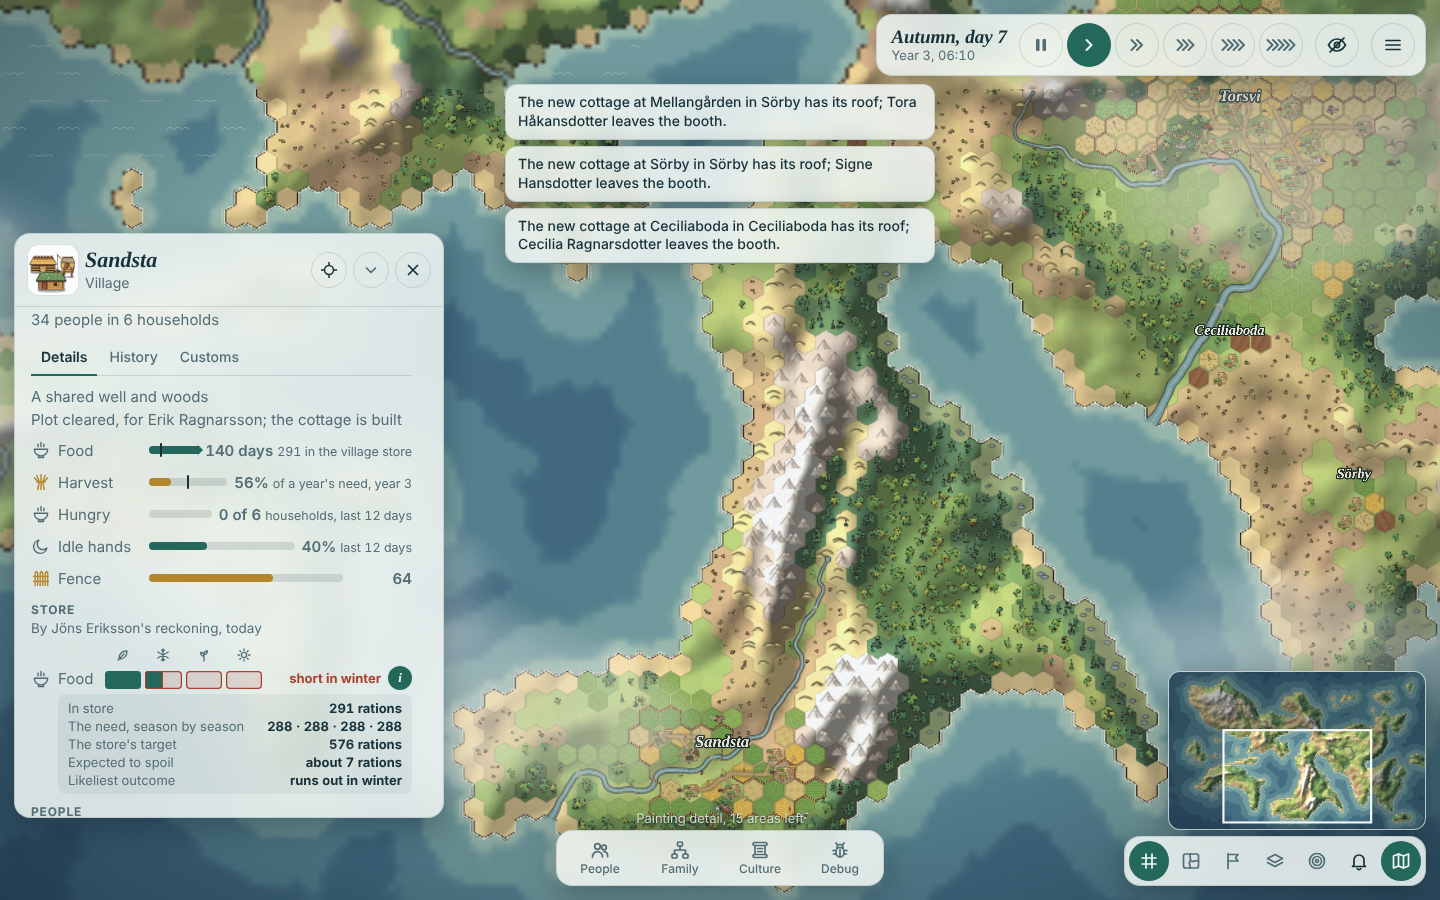 Autumn, day 7
Year 3, 06:10
The new cottage at Mellangården in Sörby has its roof; Tora
Håkansdotter leaves the booth.
The new cottage at Sörby in Sörby has its roof; Signe
Hansdotter leaves the booth.
The new cottage at Ceciliaboda in Ceciliaboda has its roof;
Cecilia Ragnarsdotter leaves the booth.
Torsvi
Ceciliaboda
Sörby
Sandsta
Sandsta
Village
34 people in 6 households
Details History Customs
A shared well and woods
Plot cleared, for Erik Ragnarsson; the cottage is built
Food 140 days 291 in the village store
Harvest 56% of a year's need, year 3
Hungry 0 of 6 households, last 12 days
Idle hands 40% last 12 days
Fence 64
STORE
By Jöns Eriksson's reckoning, today
Food short in winter i
In store 291 rations
The need, season by season 288 · 288 · 288 · 288
The store's target 576 rations
Expected to spoil about 7 rations
Likeliest outcome runs out in winter
PEOPLE
Painting detail, 15 areas left
People Family Culture Debug